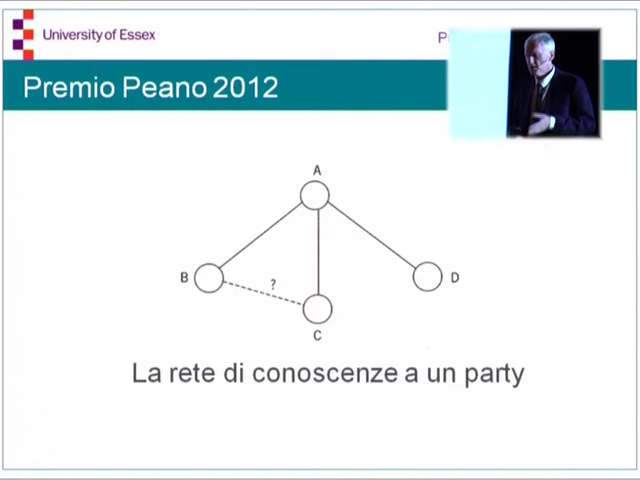 University of Essex
P
Premio Peano 2012
A
B
?
D
C
La rete di conoscenze a un party